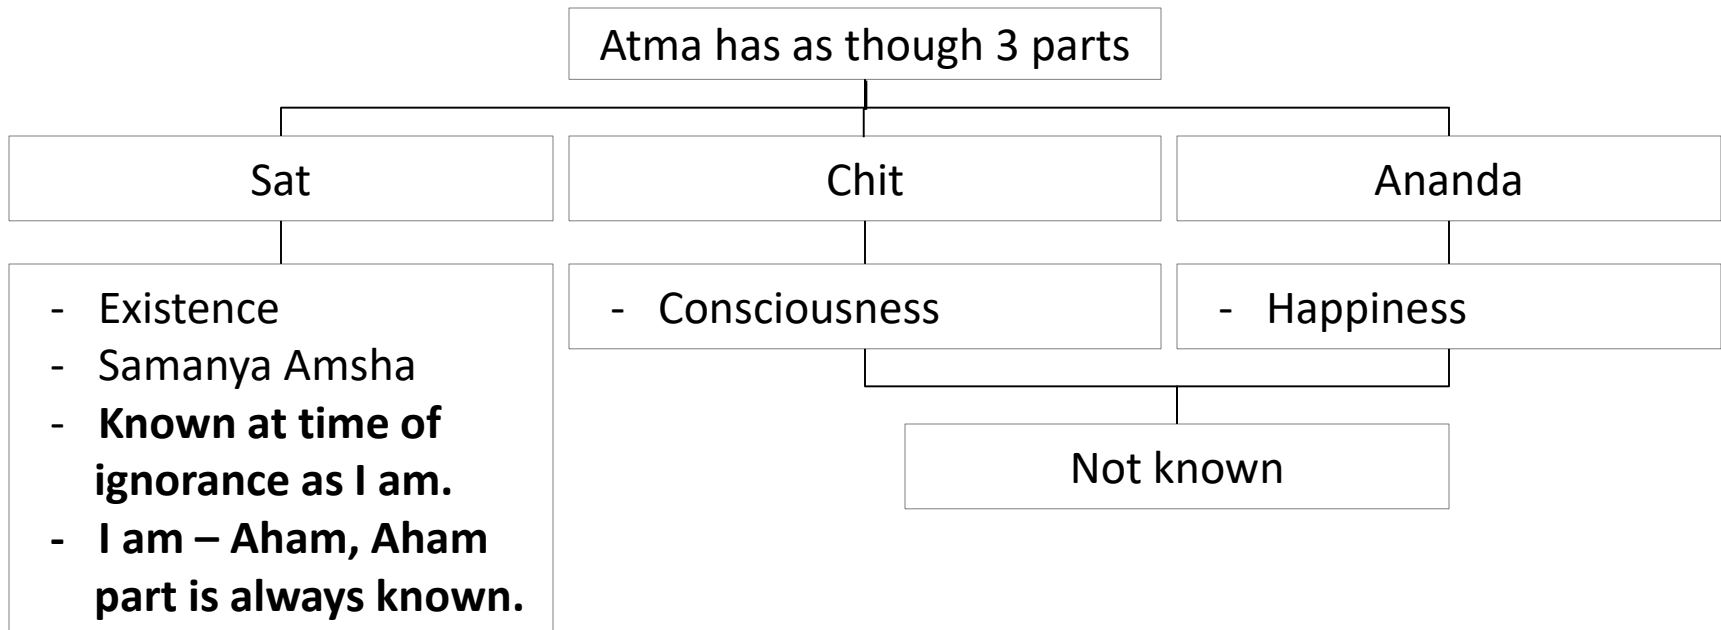 Atma has as though 3 parts
Sat
Chit
Ananda
- Existence
- Samanya Amsha
- Known at time of
ignorance as I am.
- I am – Aham, Aham
part is always known.
- Consciousness
- Happiness
Not known